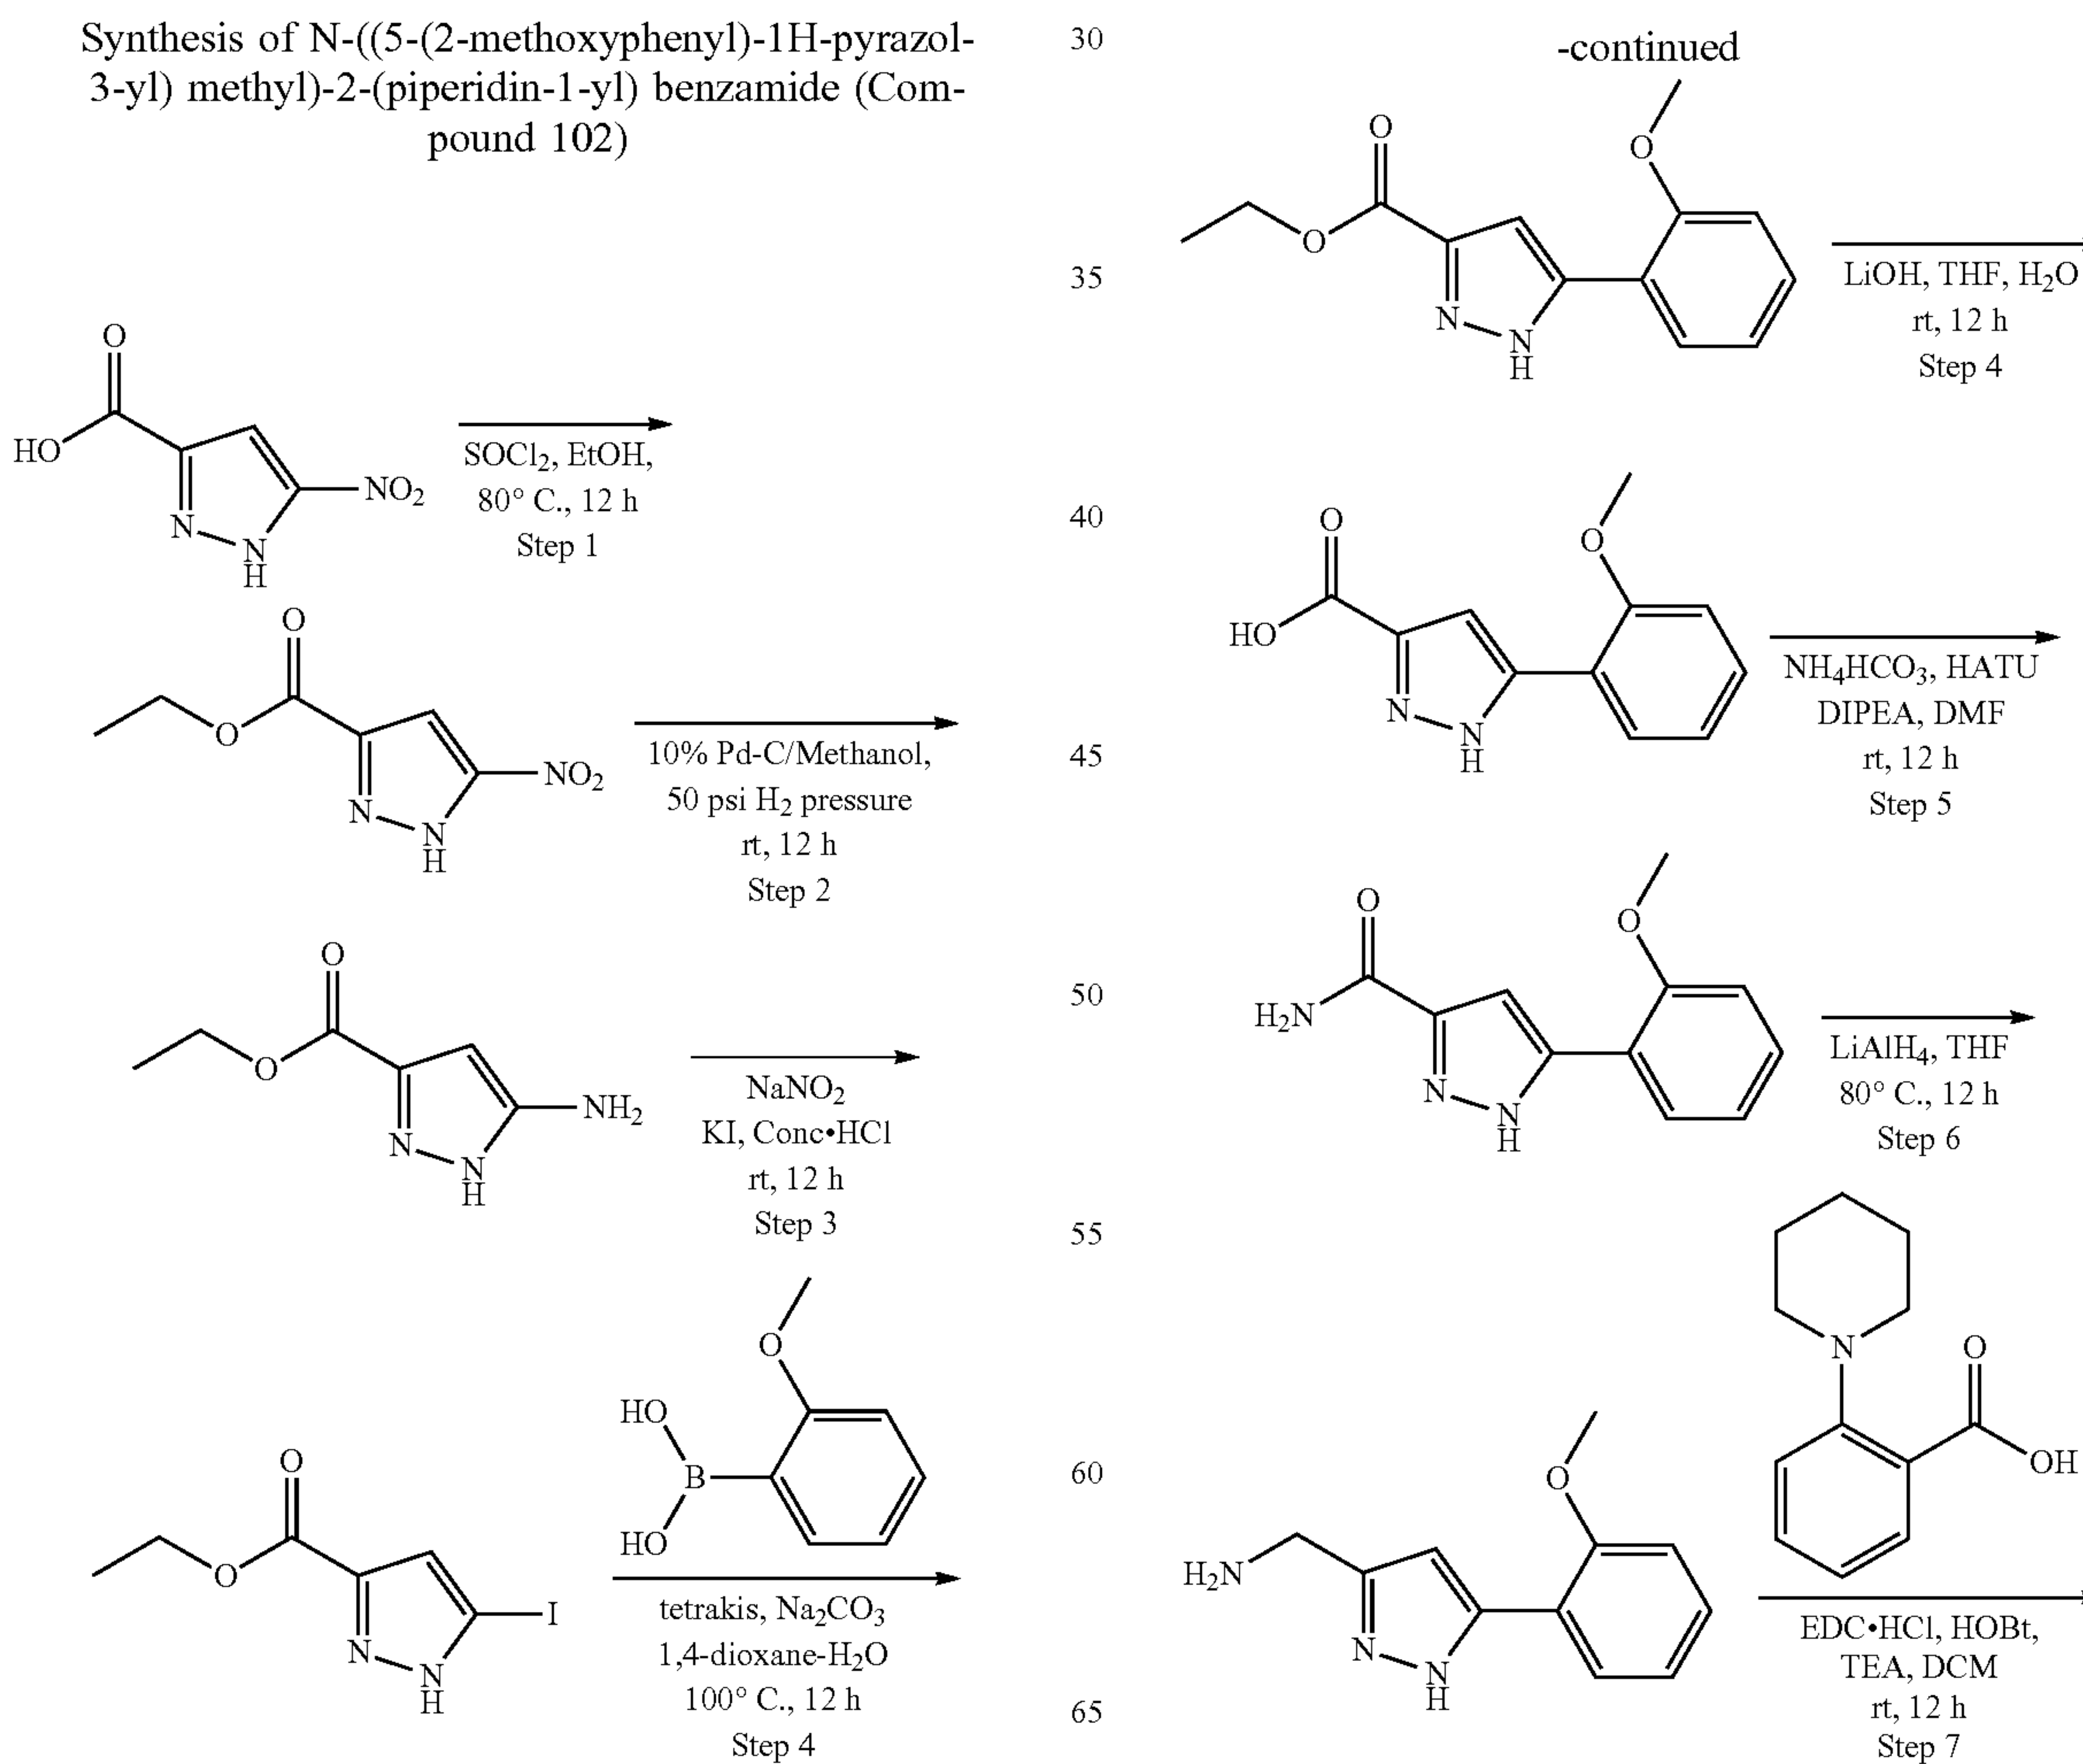 Synthesis of N-((5-(2-methoxyphenyl)-1H-pyrazol-
3-yl) methyl)-2-(piperidin-1-yl) benzamide (Com-
pound 102)
O
HO
N
N
H
NO2
SOCl2, EtOH,
80° C., 12 h
Step 1
O
O
N
N
H
NO2
10% Pd-C/Methanol,
50 psi H2 pressure
rt, 12 h
Step 2
O
O
N
N
H
NH2
NaNO2
KI, Conc•HCl
rt, 12 h
Step 3
O
O
N
N
H
I
O
HO
B
HO
tetrakis, Na2CO3
1,4-dioxane-H2O
100° C., 12 h
Step 4
30
35
40
45
50
55
60
65
-continued
O
O
O
N
N
H
LiOH, THF, H2O
rt, 12 h
Step 4
O
O
HO
N
N
H
NH4HCO3, HATU
DIPEA, DMF
rt, 12 h
Step 5
O
O
H2N
N
N
H
LiAlH4, THF
80° C., 12 h
Step 6
O
H2N
N
N
H
N
O
OH
EDC•HCl, HOBt,
TEA, DCM
rt, 12 h
Step 7